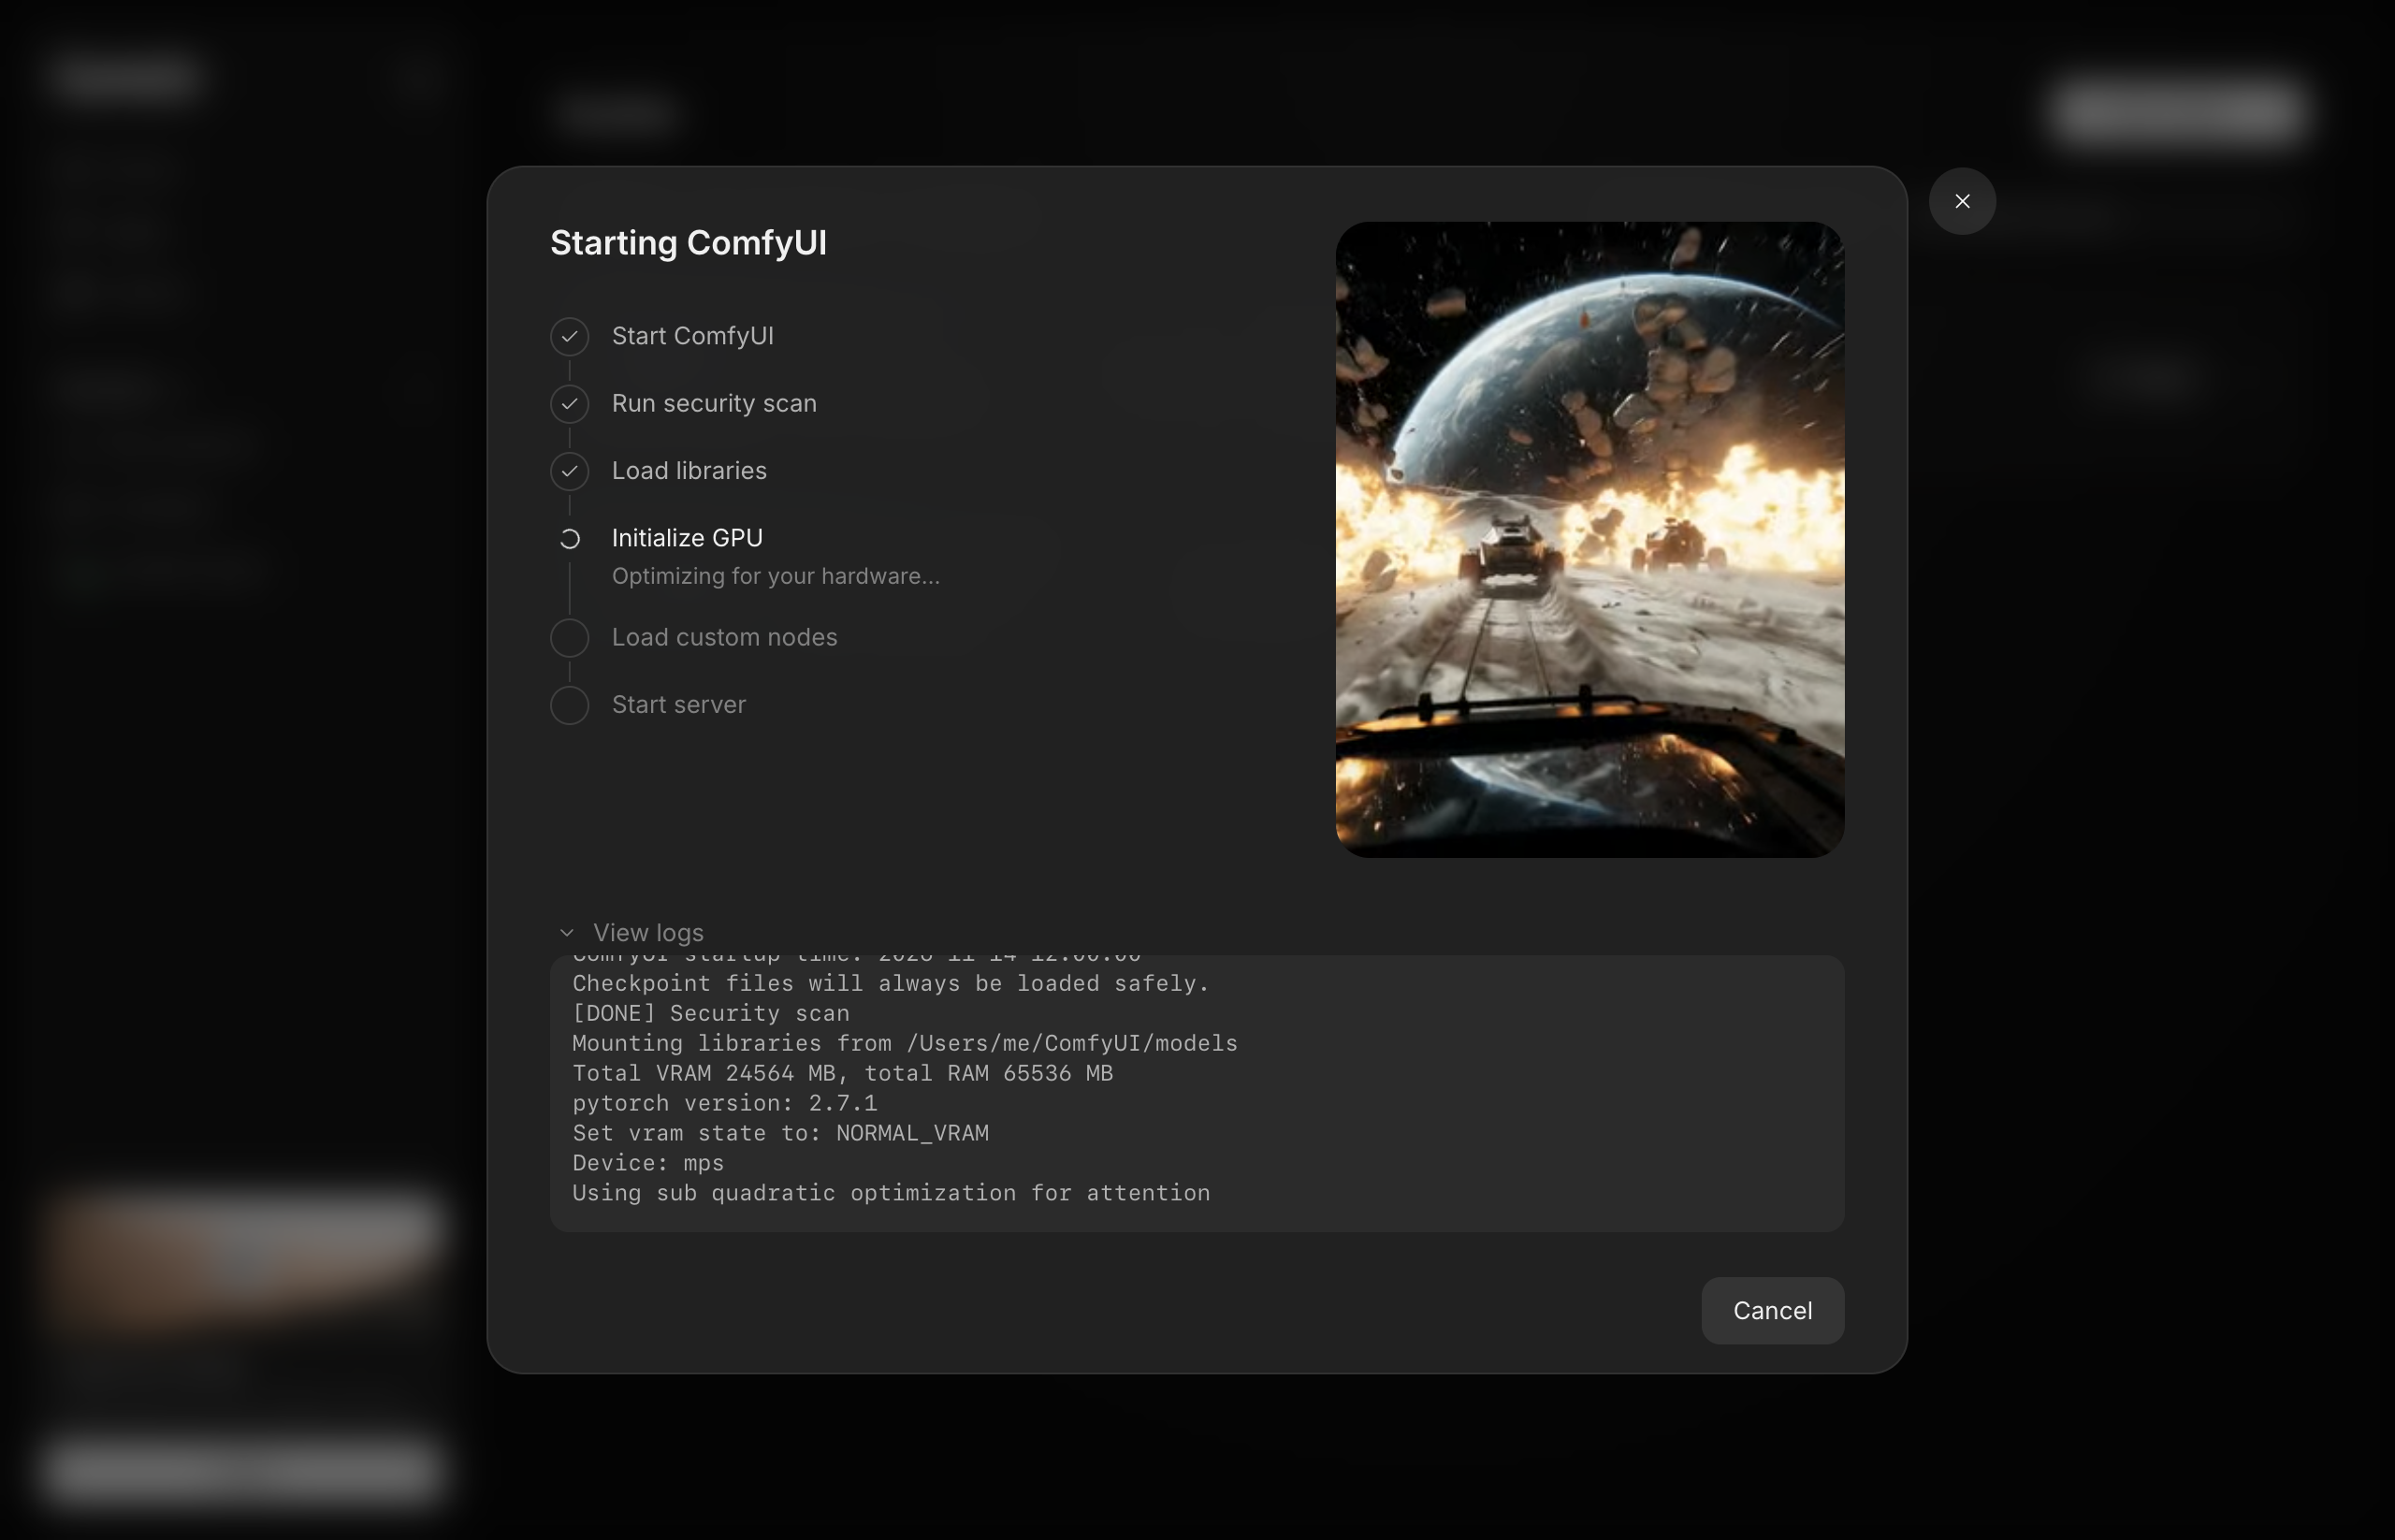 Starting ComfyUI
Start ComfyUI
Run security scan
Load libraries
Initialize GPU
Optimizing for your hardware...
Load custom nodes
Start server
View logs
ComfyUI startup time:
Checkpoint files will always be loaded safely.
[DONE] Security scan
Mounting libraries from /Users/me/ComfyUI/models
Total VRAM 24564 MB, total RAM 65536 MB
pytorch version: 2.7.1
Set vram state to: NORMAL_VRAM
Device: mps
Using sub quadratic optimization for attention
Cancel